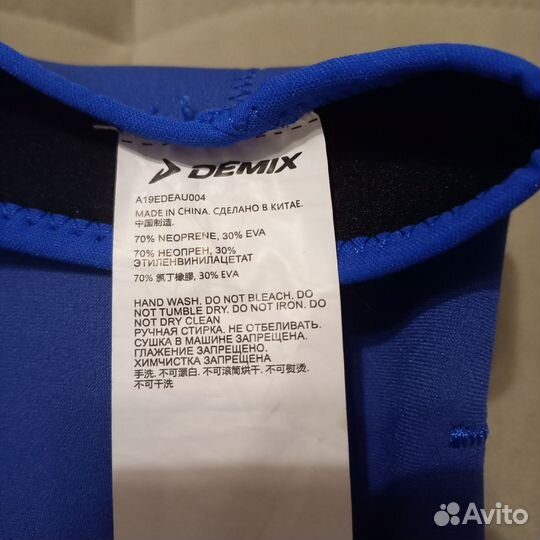 DEMIX
A19EDEAU004
MADE IN CHINA. СДЕЛАНО В КИТАЕ.
中国制造.
70% NEOPRENE, 30% EVA
70% НЕОПРЕН, 30%
ЭТИЛЕНВИНИЛАЦЕТАТ
70% 氯丁橡膠, 30% EVA
HAND WASH. DO NOT BLEACH. DO
NOT TUMBLE DRY. DO NOT IRON. DO
NOT DRY CLEAN
РУЧНАЯ СТИРКА. НЕ ОТБЕЛИВАТЬ.
СУШКА В МАШИНЕ ЗАПРЕЩЕНА.
ГЛАЖЕНИЕ ЗАПРЕЩЕНО.
ХИМЧИСТКА ЗАПРЕЩЕНА
手洗. 不可漂白. 不可滚筒烘干. 不可熨烫.
不可干洗
Avito